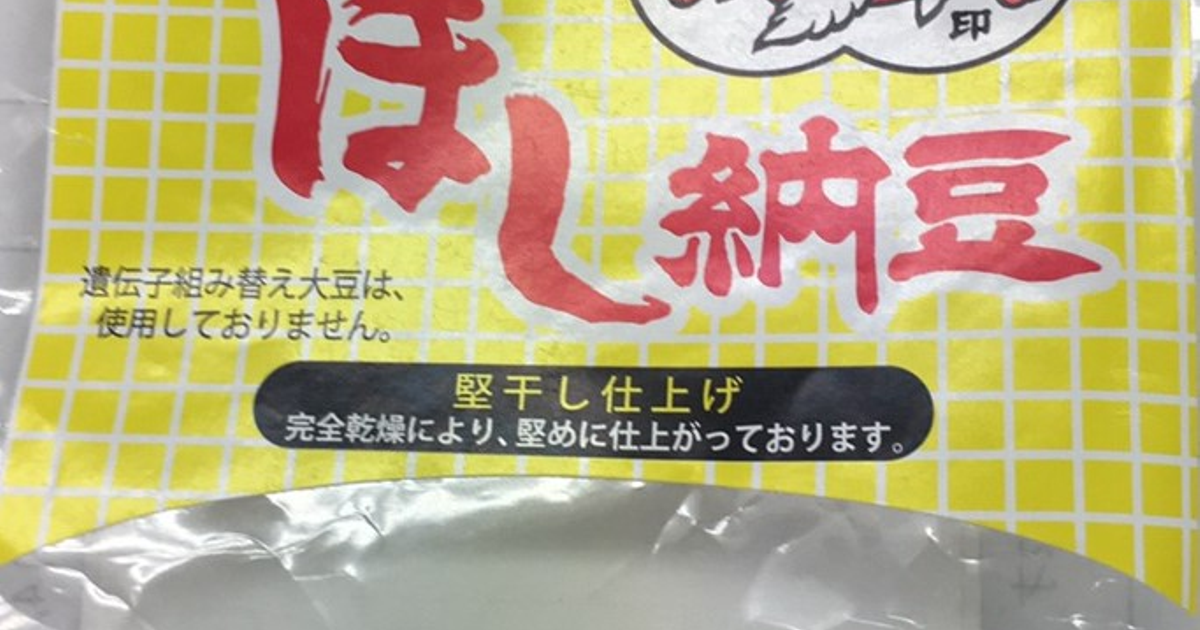 印
ほし納豆
遺伝子組み替え大豆は、
使用しておりません。
堅干し仕上げ
完全乾燥により、堅めに仕上がっております。